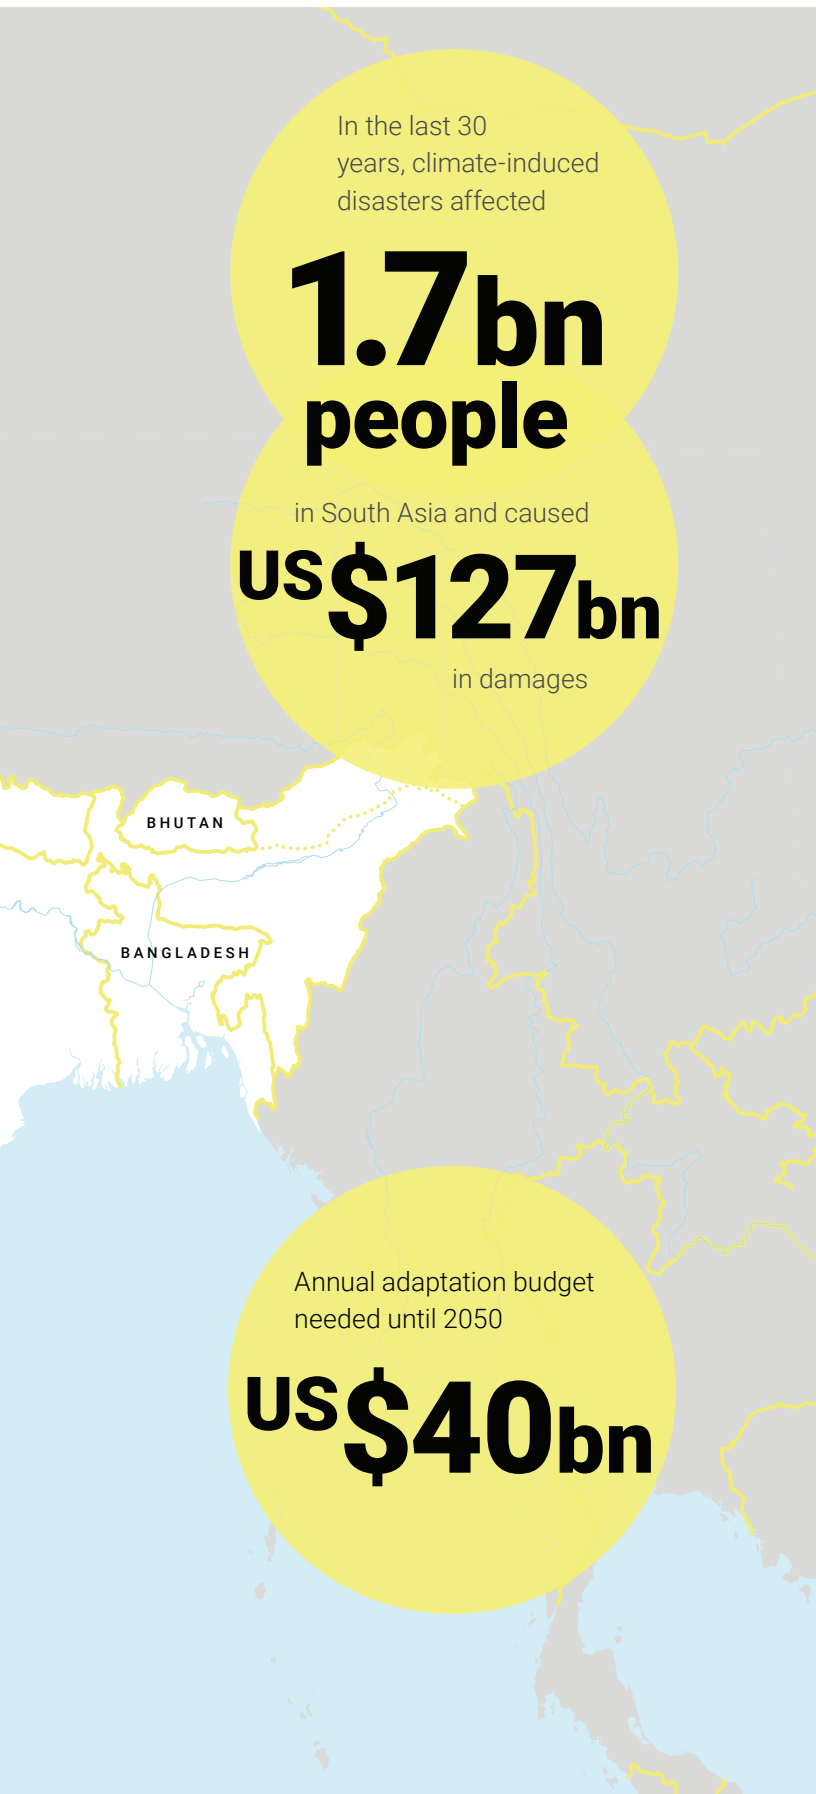 In the last 30
years, climate-induced
disasters affected
1.7bn
people
in South Asia and caused
US$127bn
in damages
BHUTAN
BANGLADESH
Annual adaptation budget
needed until 2050
US$40bn